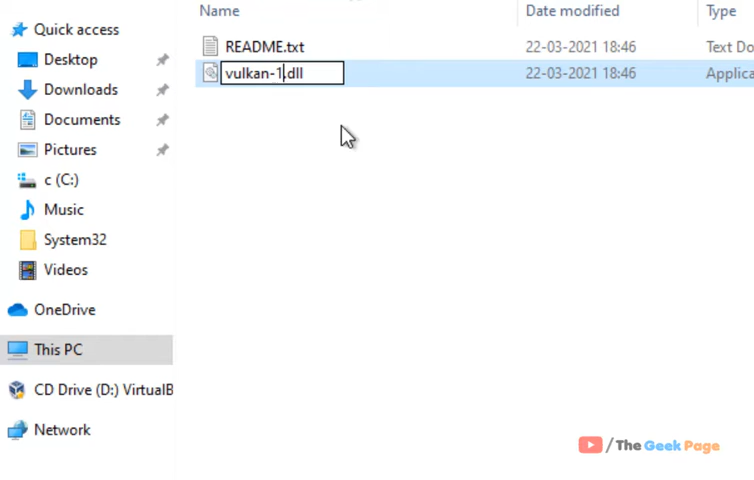 Name Date modified Type
Quick access
README.txt 22-03-2021 18:46 Text Do
Desktop
vulkan-1.dll 22-03-2021 18:46 Applica
Downloads
Documents
Pictures
c (C:)
Music
System32
Videos
OneDrive
This PC
CD Drive (D:) VirtualB
Network
/ The Geek Page